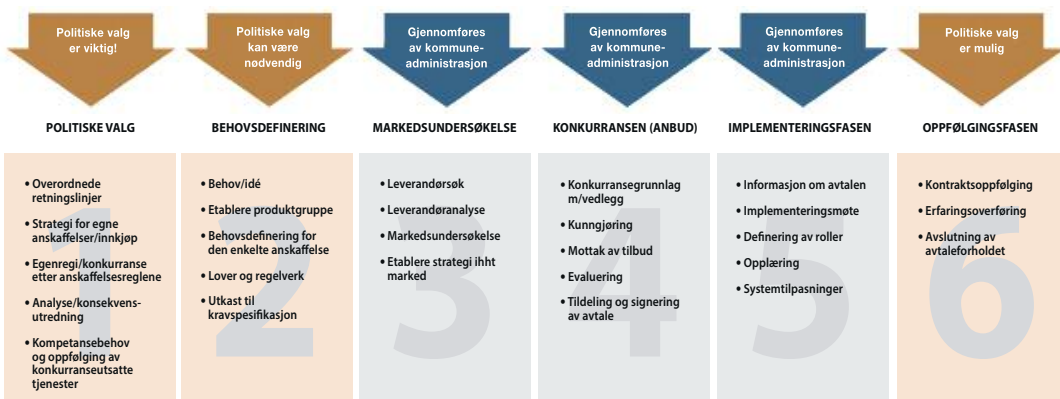 Politiske valg
er viktig!
Politiske valg
kan være
nødvendig
Gjennomføres
av kommune-
administrasjon
Gjennomføres
av kommune-
administrasjon
Gjennomføres
av kommune-
administrasjon
Politiske valg
er mulig
POLITISKE VALG
BEHOVSDEFINERING
MARKEDSUNDERSØKELSE
KONKURRANSEN (ANBUD)
IMPLEMENTERINGSFASEN
OPPFØLGINGSFASEN
1
• Overordnede
retningslinjer
• Strategi for egne
anskaffelser/innkjøp
• Egenregi/konkurranse
etter anskaffelsesreglene
• Analyse/konsekvens-
utredning
• Kompetansebehov
og oppfølging av
konkurranseutsatte
tjenester
2
• Behov/idé
• Etablere produktgruppe
• Behovsdefinering for
den enkelte anskaffelse
• Lover og regelverk
• Utkast til
kravspesifikasjon
3
• Leverandørsøk
• Leverandøranalyse
• Markedsundersøkelse
• Etablere strategi ihht
marked
4
• Konkurransegrunnlag
m/vedlegg
• Kunngjøring
• Mottak av tilbud
• Evaluering
• Tildeling og signering
av avtale
5
• Informasjon om avtalen
• Implementeringsmøte
• Definering av roller
• Opplæring
• Systemtilpasninger
6
• Kontraktsoppfølging
• Erfaringsoverføring
• Avslutning av
avtaleforholdet